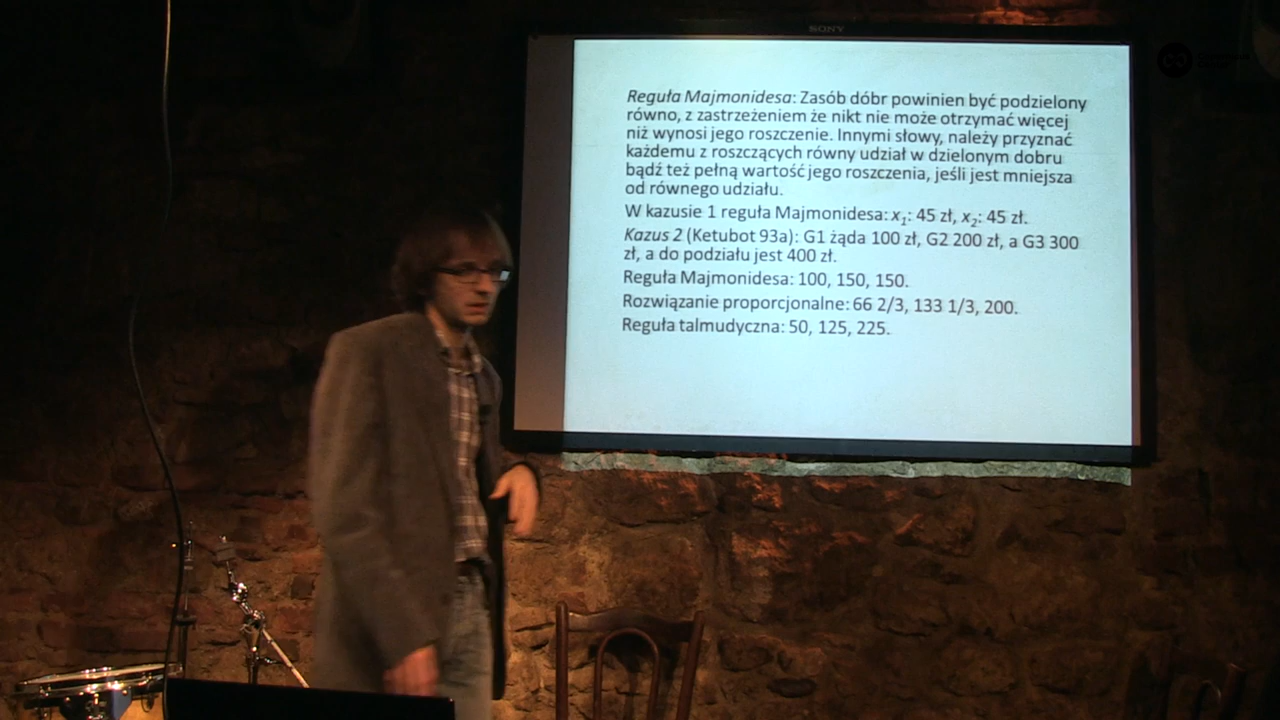 SONY
Reguła Majmonidesa: Zasób dóbr powinien być podzielony
równo, z zastrzeżeniem że nikt nie może otrzymać więcej
niż wynosi jego roszczenie. Innymi słowy, należy przyznać
każdemu z roszczących równy udział w dzielonym dobru
bądź też pełną wartość jego roszczenia, jeśli jest mniejsza
od równego udziału.
W kazusie 1 reguła Majmonidesa: x₁: 45 zł, x₂: 45 zł.
Kazus 2 (Ketubot 93a): G1 żąda 100 zł, G2 200 zł, a G3 300
zł, a do podziału jest 400 zł.
Reguła Majmonidesa: 100, 150, 150.
Rozwiązanie proporcjonalne: 66 2/3, 133 1/3, 200.
Reguła talmudyczna: 50, 125, 225.